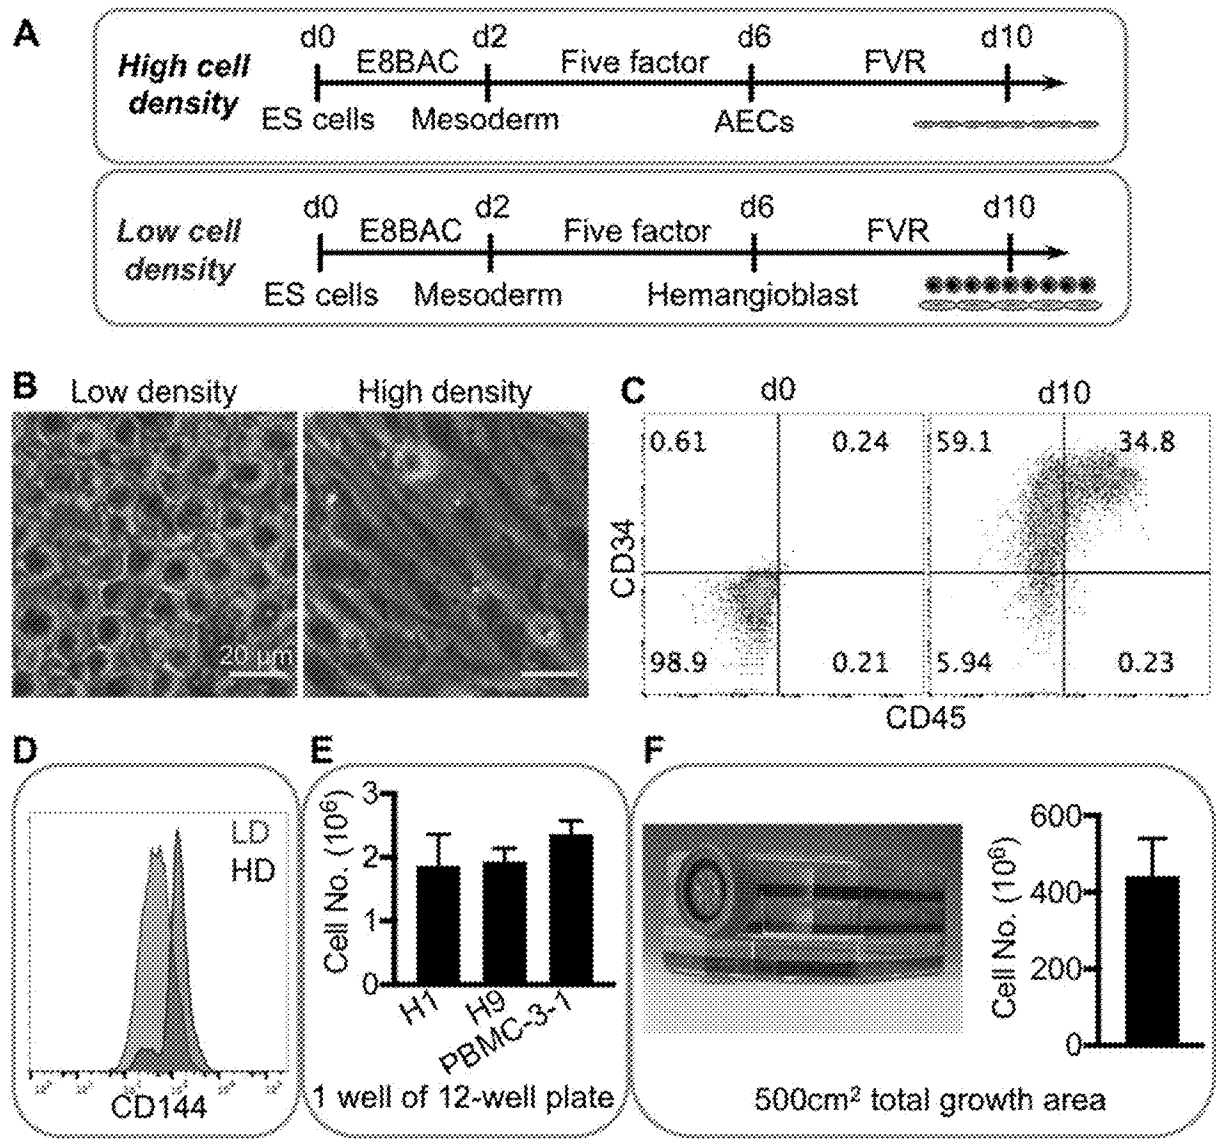 A
High cell
density
d0
d2
d6
d10
E8BAC
Five factor
FVR
ES cells
Mesoderm
AECs
Low cell
density
d0
d2
d6
d10
E8BAC
Five factor
FVR
ES cells
Mesoderm
Hemangioblast
B
Low density
High density
20 µm
C
d0
d10
0.61
0.24
59.1
34.8
98.9
0.21
5.94
0.23
CD34
CD45
D
LD
HD
CD144
E
Cell No. (10⁶)
3
2
1
0
H1
H9
PBMC-3-1
1 well of 12-well plate
F
Cell No. (10⁶)
600
400
200
0
500cm² total growth area